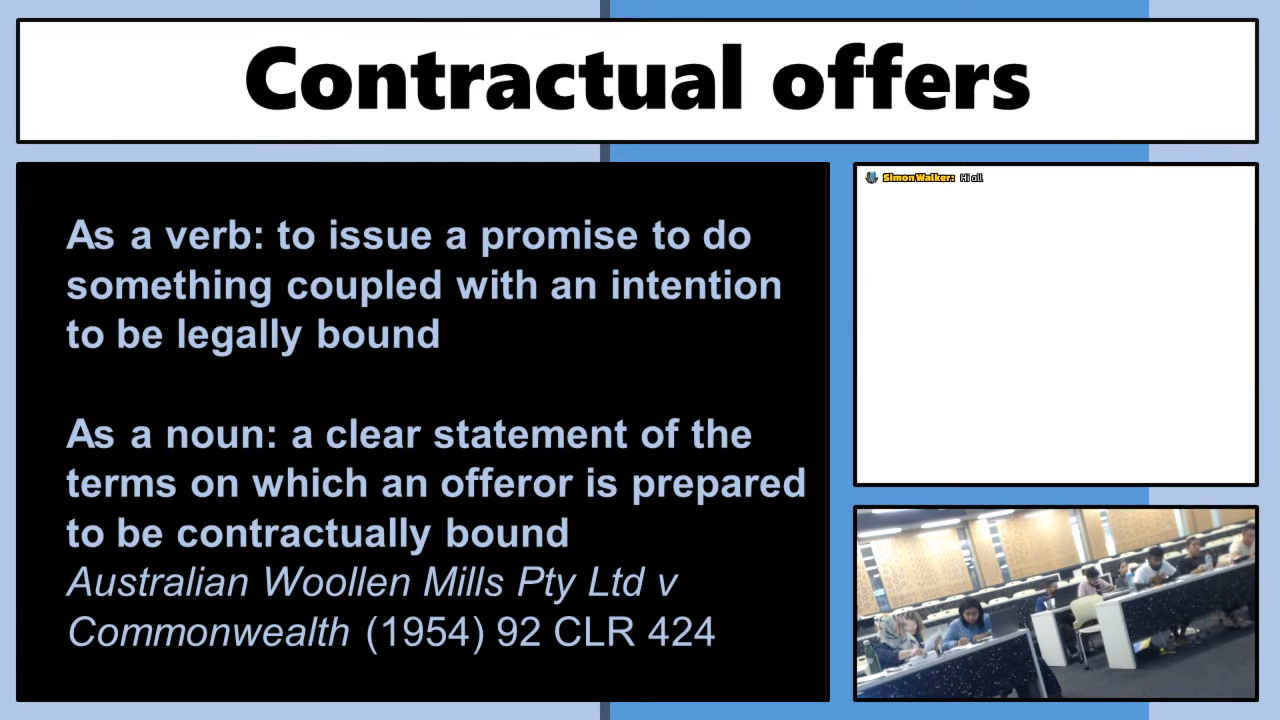 Contractual offers
As a verb: to issue a promise to do
something coupled with an intention
to be legally bound
As a noun: a clear statement of the
terms on which an offeror is prepared
to be contractually bound
Australian Woollen Mills Pty Ltd v
Commonwealth (1954) 92 CLR 424
Simon Walker: Hi all